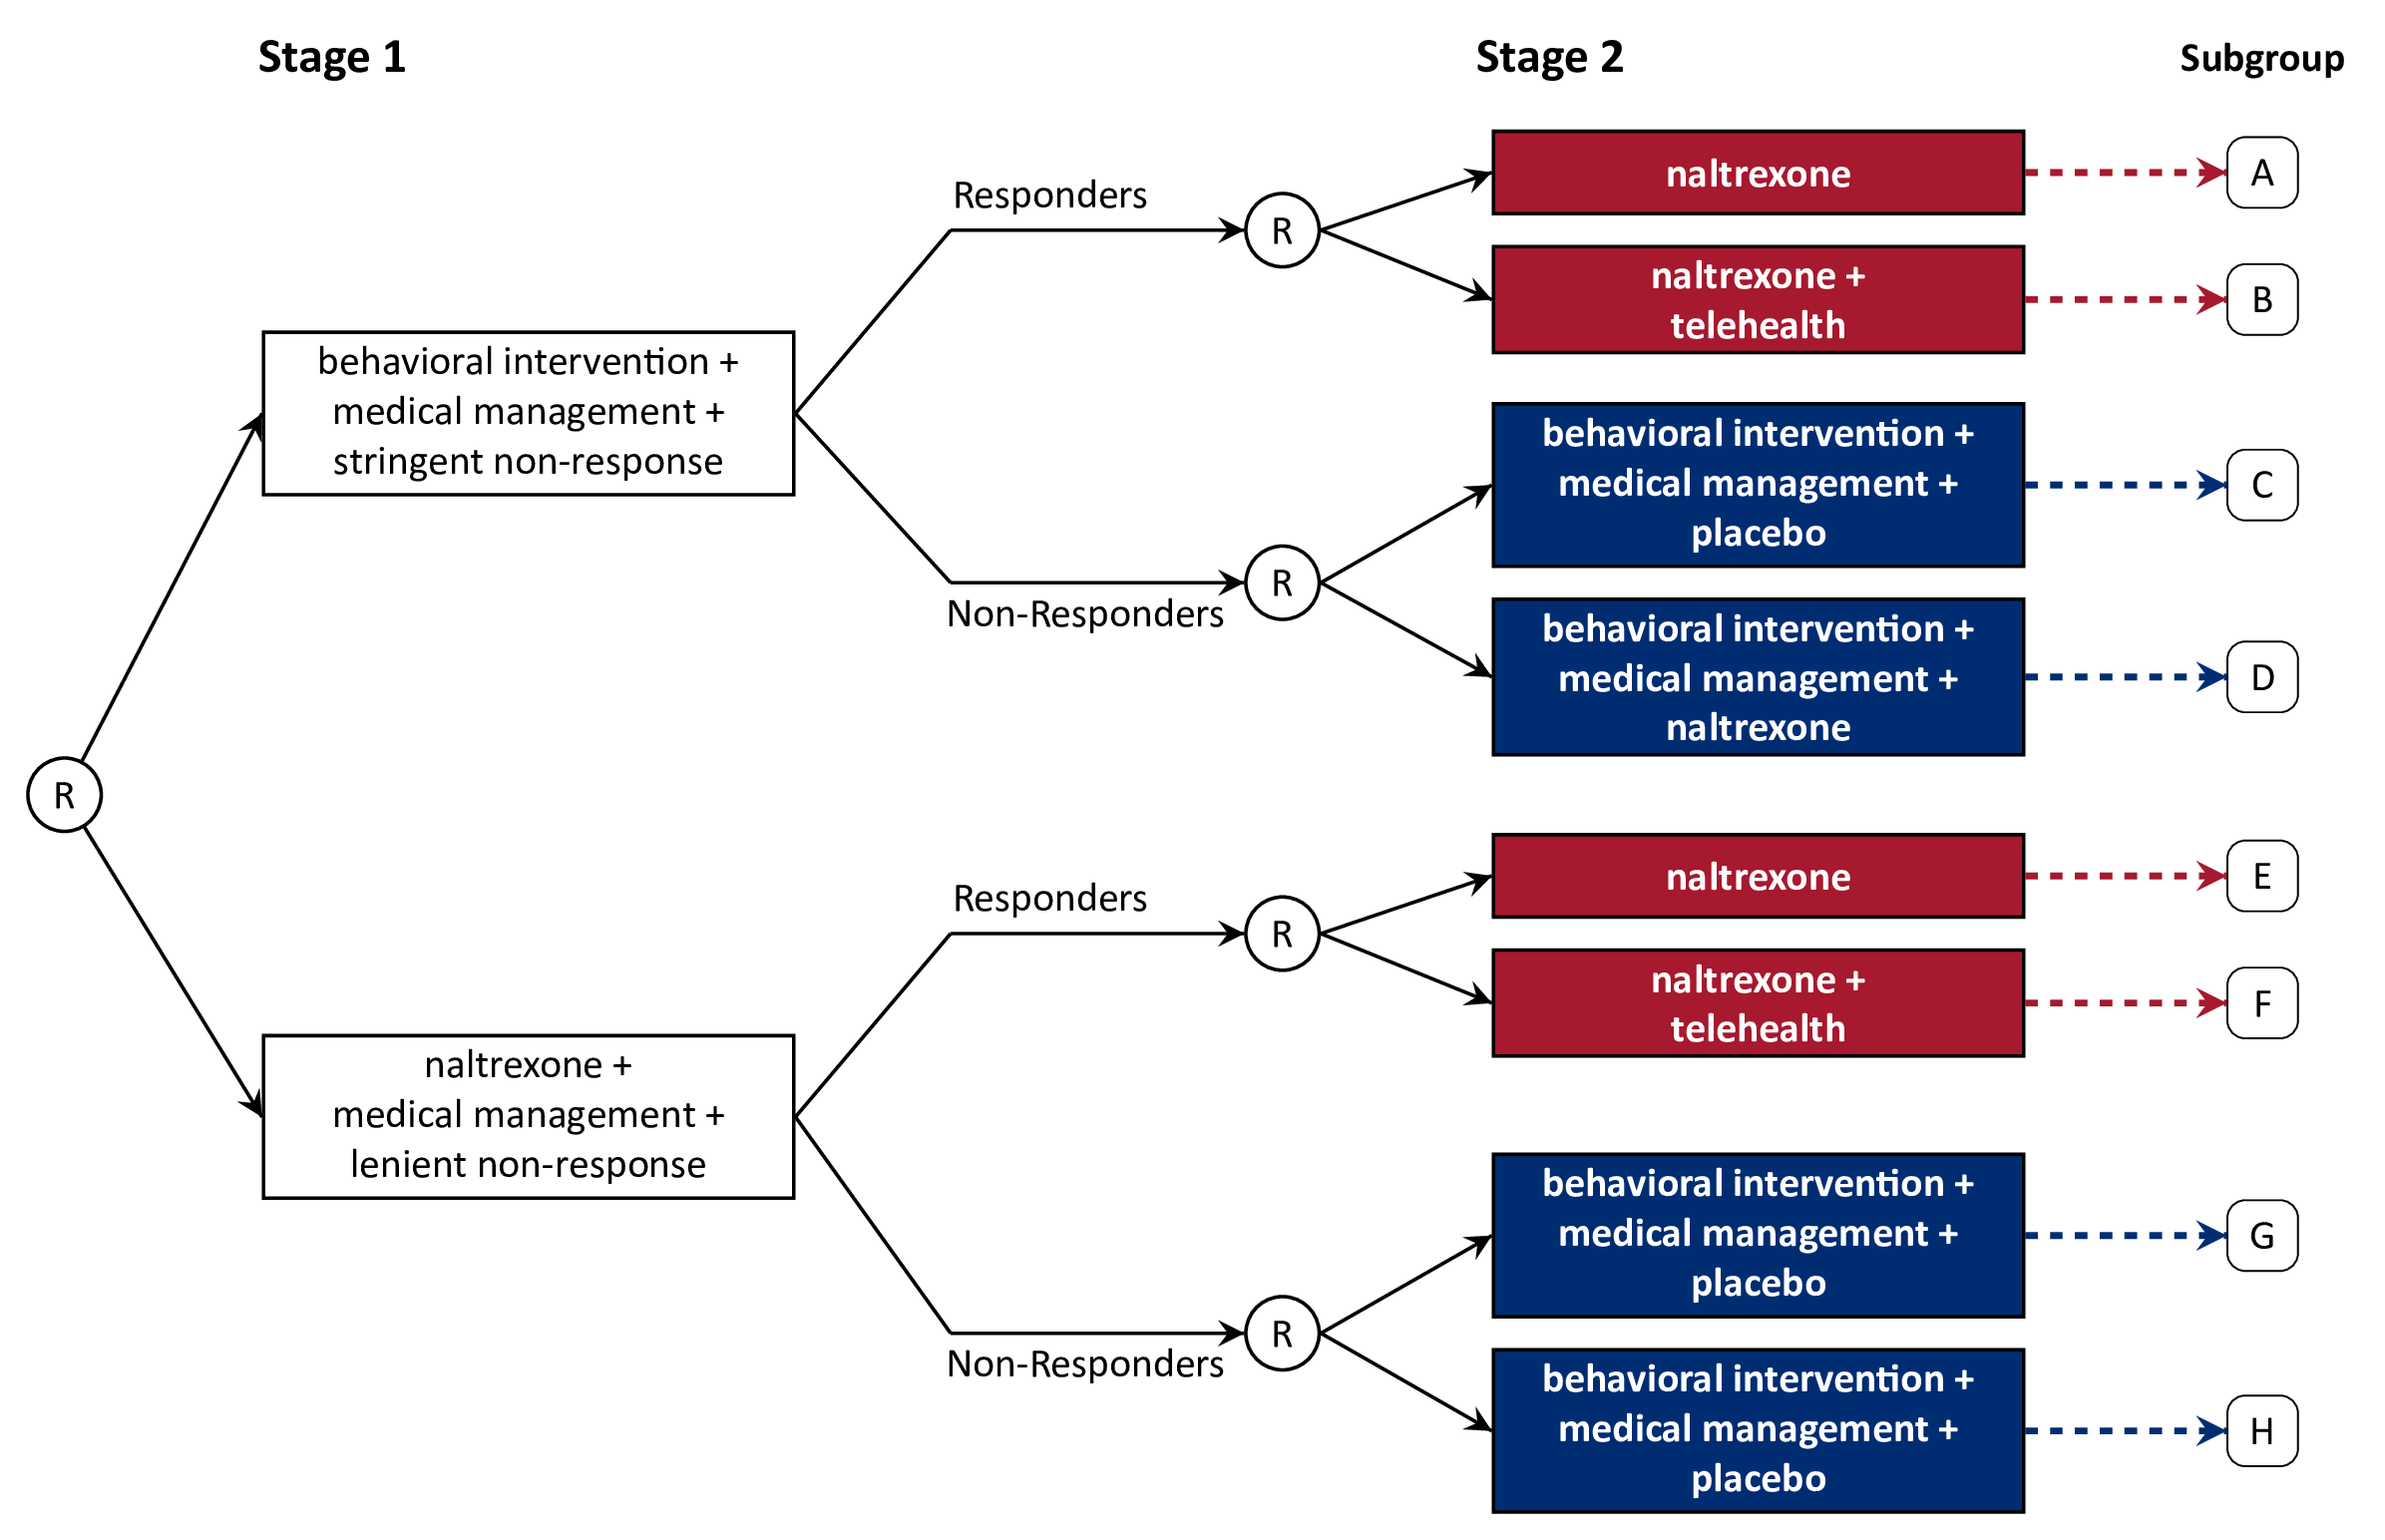 Stage 1
Stage 2
Subgroup
R
behavioral intervention +
medical management +
stringent non-response
Responders
R
naltrexone
A
naltrexone +
telehealth
B
Non-Responders
R
behavioral intervention +
medical management +
placebo
C
behavioral intervention +
medical management +
naltrexone
D
naltrexone +
medical management +
lenient non-response
Responders
R
naltrexone
E
naltrexone +
telehealth
F
Non-Responders
R
behavioral intervention +
medical management +
placebo
G
behavioral intervention +
medical management +
placebo
H